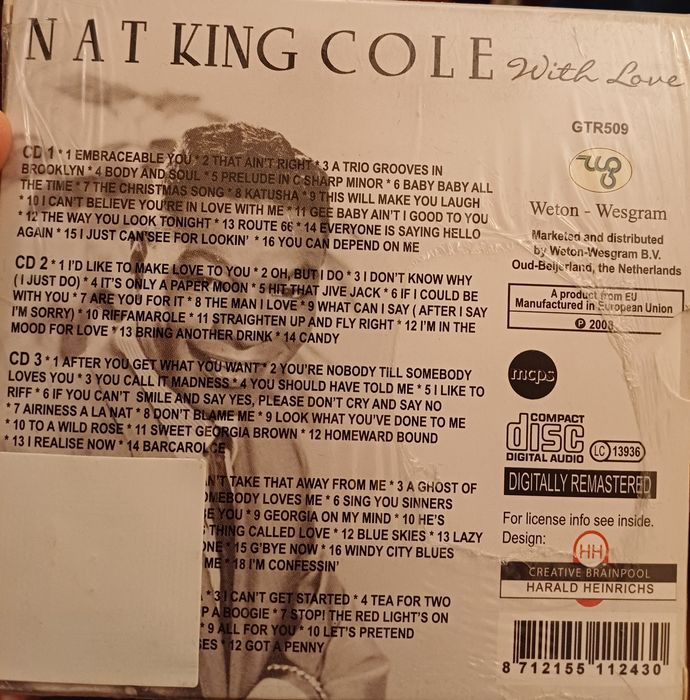 NAT KING COLE With Love
GTR509
wg
Weton - Wesgram
Marketed and distributed
by Weton-Wesgram B.V.
Oud-Beijerland, the Netherlands
A product from EU
Manufactured in European Union
℗ 2008
mcps
COMPACT
disc
DIGITAL AUDIO
LC 13936
DIGITALLY REMASTERED
For license info see inside.
Design:
HH
CREATIVE BRAINPOOL
HARALD HEINRICHS
8 712155 112430
CD 1 * 1 EMBRACEABLE YOU * 2 THAT AIN'T RIGHT * 3 A TRIO GROOVES IN
BROOKLYN * 4 BODY AND SOUL * 5 PRELUDE IN C SHARP MINOR * 6 BABY BABY ALL
THE TIME * 7 THE CHRISTMAS SONG * 8 KATUSHA * 9 THIS WILL MAKE YOU LAUGH
* 10 I CAN'T BELIEVE YOU'RE IN LOVE WITH ME * 11 GEE BABY AIN'T I GOOD TO YOU
* 12 THE WAY YOU LOOK TONIGHT * 13 ROUTE 66 * 14 EVERYONE IS SAYING HELLO
AGAIN * 15 I JUST CAN'SEE FOR LOOKIN' * 16 YOU CAN DEPEND ON ME
CD 2 * 1 I'D LIKE TO MAKE LOVE TO YOU * 2 OH, BUT I DO * 3 I DON'T KNOW WHY
( I JUST DO) * 4 IT'S ONLY A PAPER MOON * 5 HIT THAT JIVE JACK * 6 IF I COULD BE
WITH YOU * 7 ARE YOU FOR IT * 8 THE MAN I LOVE * 9 WHAT CAN I SAY ( AFTER I SAY
I'M SORRY) * 10 RIFFAMAROLE * 11 STRAIGHTEN UP AND FLY RIGHT * 12 I'M IN THE
MOOD FOR LOVE * 13 BRING ANOTHER DRINK * 14 CANDY
CD 3 * 1 AFTER YOU GET WHAT YOU WANT * 2 YOU'RE NOBODY TILL SOMEBODY
LOVES YOU * 3 YOU CALL IT MADNESS * 4 YOU SHOULD HAVE TOLD ME * 5 I LIKE TO
RIFF * 6 IF YOU CAN'T SMILE AND SAY YES, PLEASE DON'T CRY AND SAY NO
* 7 AIRINESS A LA NAT * 8 DON'T BLAME ME * 9 LOOK WHAT YOU'VE DONE TO ME
* 10 TO A WILD ROSE * 11 SWEET GEORGIA BROWN * 12 HOMEWARD BOUND
* 13 I REALISE NOW * 14 BARCAROLLE
N'T TAKE THAT AWAY FROM ME * 3 A GHOST OF
OMEBODY LOVES ME * 6 SING YOU SINNERS
BE YOU * 9 GEORGIA ON MY MIND * 10 HE'S
THING CALLED LOVE * 12 BLUE SKIES * 13 LAZY
ONE * 15 G'BYE NOW * 16 WINDY CITY BLUES
ME * 18 I'M CONFESSIN'
* 3 I CAN'T GET STARTED * 4 TEA FOR TWO
P A BOOGIE * 7 STOP! THE RED LIGHT'S ON
* 9 ALL FOR YOU * 10 LET'S PRETEND
SES * 12 GOT A PENNY